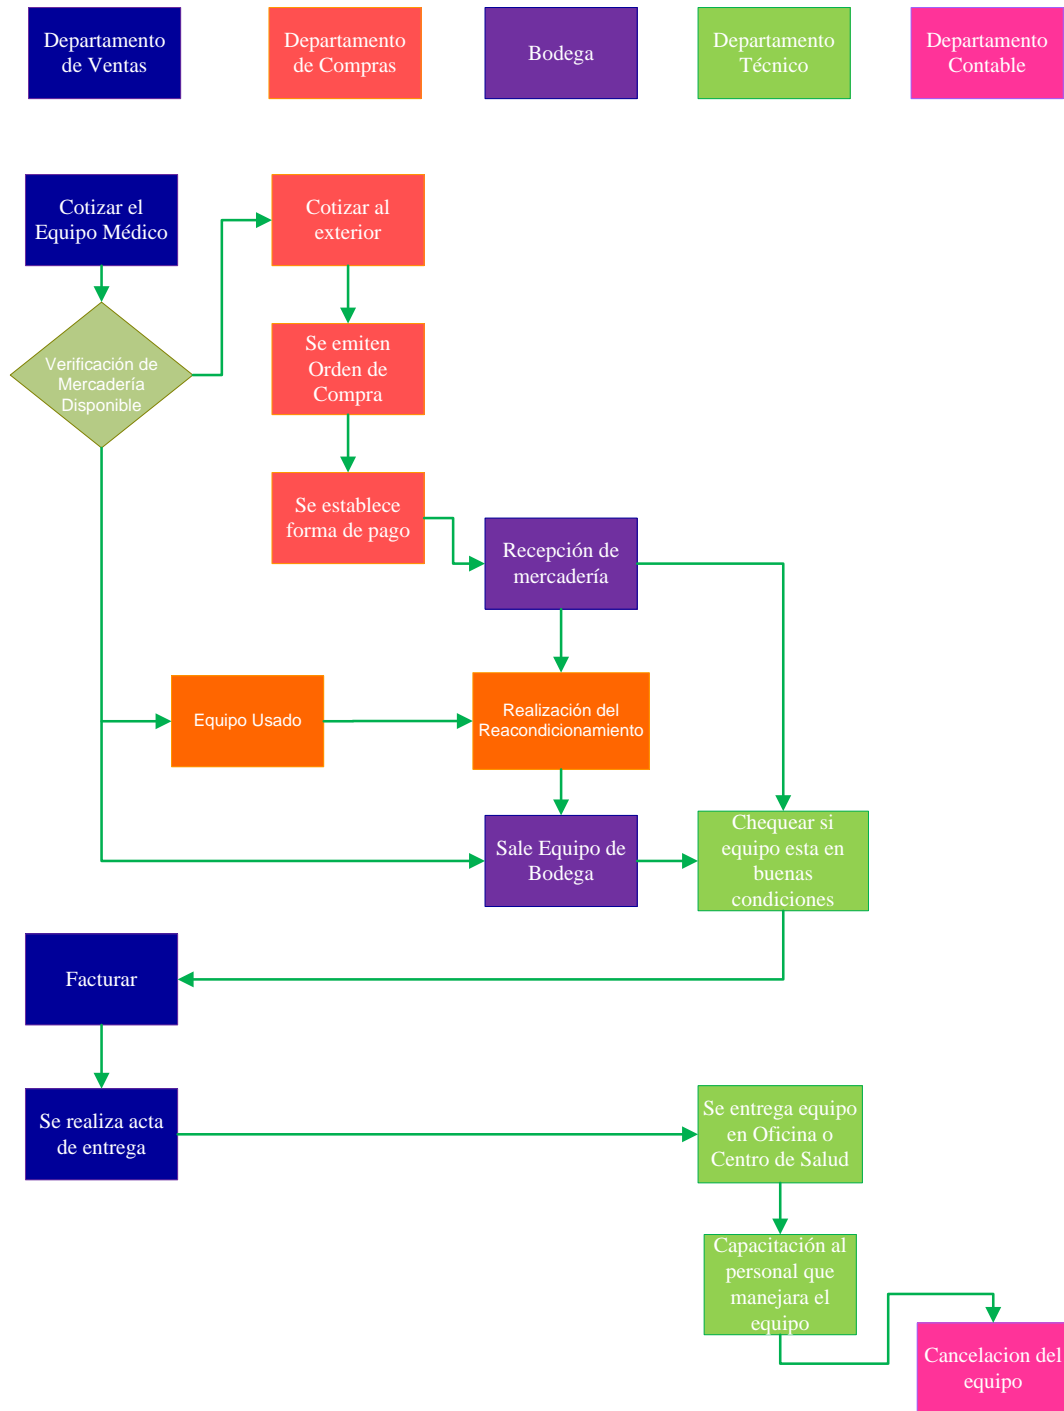 Departamento
de Ventas
Departamento
de Compras
Bodega
Departamento
Técnico
Departamento
Contable
Cotizar el
Equipo Médico
Cotizar al
exterior
Verificación de
Mercadería
Disponible
Se emiten
Orden de
Compra
Se establece
forma de pago
Recepción de
mercadería
Equipo Usado
Realización del
Reacondicionamiento
Sale Equipo de
Bodega
Chequear si
equipo esta en
buenas
condiciones
Facturar
Se realiza acta
de entrega
Se entrega equipo
en Oficina o
Centro de Salud
Capacitación al
personal que
manejara el
equipo
Cancelacion del
equipo